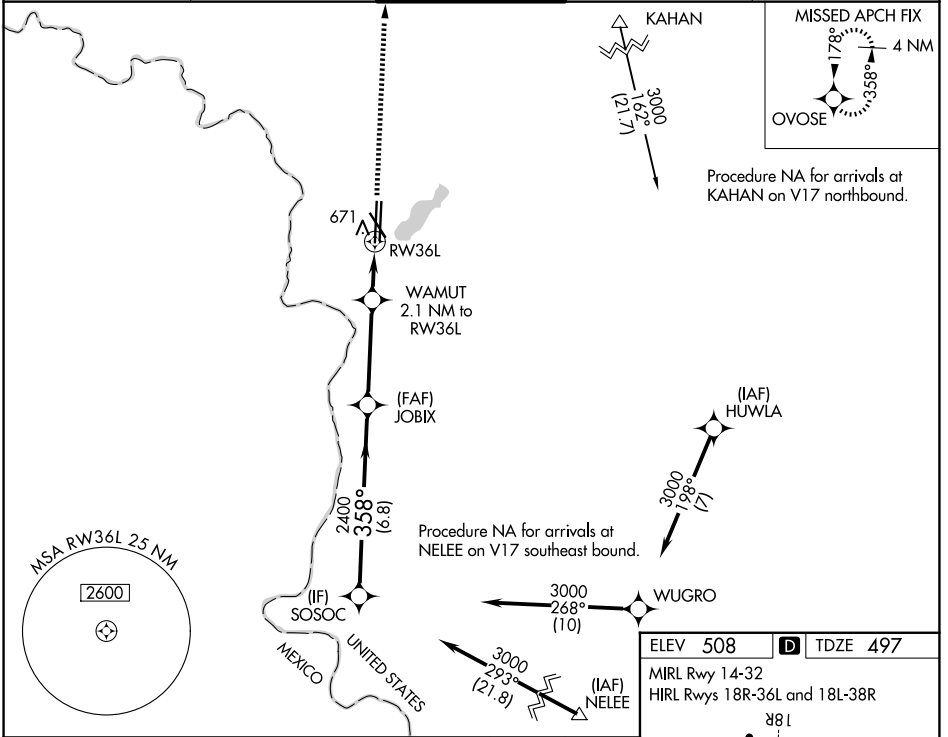 KAHAN
3000
162°
(21.7)
MISSED APCH FIX
178°
4 NM
358°
OVOSE
Procedure NA for arrivals at
KAHAN on V17 northbound.
671
RW36L
WAMUT
2.1 NM to
RW36L
(FAF)
JOBIX
(IAF)
HUWLA
3000
198°
(7)
2400
358°
(6.8)
Procedure NA for arrivals at
NELEE on V17 southeast bound.
MSA RW36L 25 NM
2600
(IF)
SOSOC
3000
268°
(10)
WUGRO
MEXICO
UNITED STATES
3000
293°
(21.8)
(IAF)
NELEE
ELEV 508 D TDZE 497
MIRL Rwy 14-32
HIRL Rwys 18R-36L and 18L-38R
18R